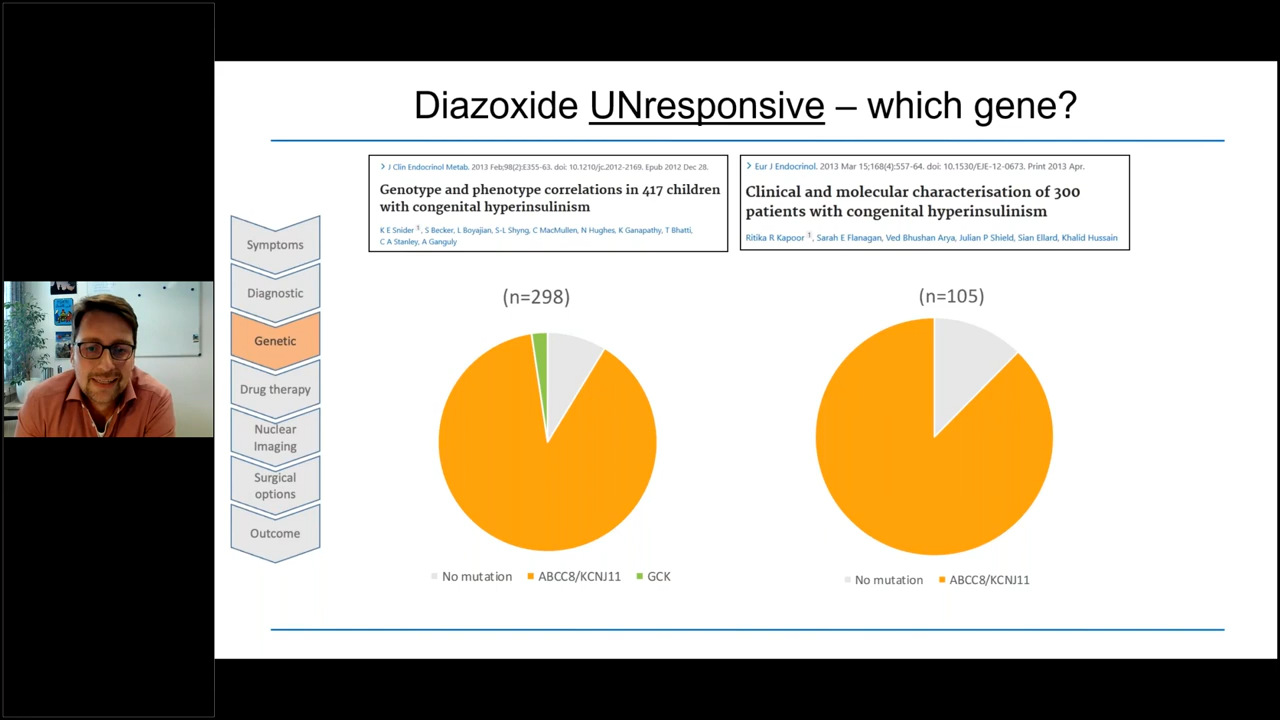 Diazoxide UNresponsive – which gene?
J Clin Endocrinol Metab. 2013 Feb;98(2):E355-63. doi: 10.1210/jc.2012-2169. Epub 2012 Dec 28.
Genotype and phenotype correlations in 417 children
with congenital hyperinsulinism
K E Snider 1, S Becker, L Boyajian, S-L Shyng, C MacMullen, N Hughes, K Ganapathy, T Bhatti,
C A Stanley, A Ganguly
Eur J Endocrinol. 2013 Mar 15;168(4):557-64. doi: 10.1530/EJE-12-0673. Print 2013 Apr.
Clinical and molecular characterisation of 300
patients with congenital hyperinsulinism
Ritika R Kapoor 1, Sarah E Flanagan, Ved Bhushan Arya, Julian P Shield, Sian Ellard, Khalid Hussain
Symptoms
Diagnostic
Genetic
Drug therapy
Nuclear
Imaging
Surgical
options
Outcome
(n=298)
No mutation ABCC8/KCNJ11 GCK
(n=105)
No mutation ABCC8/KCNJ11